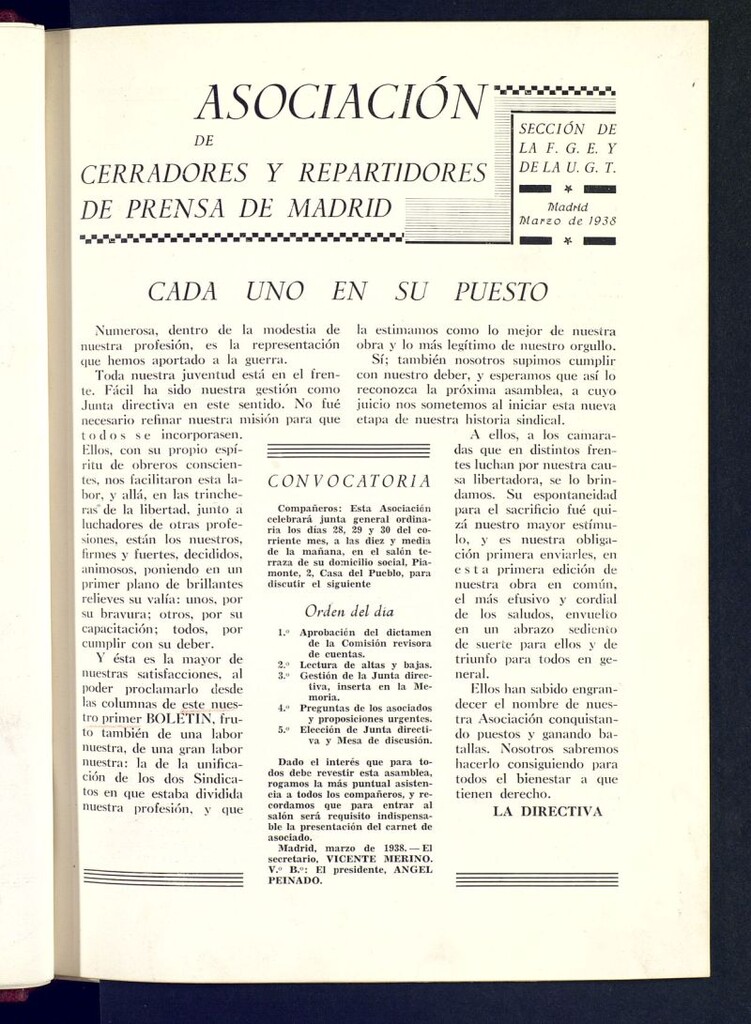 ASOCIACIÓN
DE
CERRADORES Y REPARTIDORES
DE PRENSA DE MADRID
SECCIÓN DE
LA F. G. E. Y
DE LA U. G. T.
Madrid
Marzo de 1938
CADA UNO EN SU PUESTO
Numerosa, dentro de la modestia de
nuestra profesión, es la representación
que hemos aportado a la guerra.
Toda nuestra juventud está en el fren-
te. Fácil ha sido nuestra gestión como
Junta directiva en este sentido. No fué
necesario refinar nuestra misión para que
todos se incorporasen.
Ellos, con su propio espí-
ritu de obreros conscien-
tes, nos facilitaron esta la-
bor, y allá, en las trinche-
ras de la libertad, junto a
luchadores de otras profe-
siones, están los nuestros,
firmes y fuertes, decididos,
animosos, poniendo en un
primer plano de brillantes
relieves su valía: unos, por
su bravura; otros, por su
capacitación; todos, por
cumplir con su deber.
Y ésta es la mayor de
nuestras satisfacciones, al
poder proclamarlo desde
las columnas de este nues-
tro primer BOLETIN, fru-
to también de una labor
nuestra, de una gran labor
nuestra: la de la unifica-
ción de los dos Sindica-
tos en que estaba dividida
nuestra profesión, y que
la estimamos como lo mejor de nuestra
obra y lo más legítimo de nuestro orgullo.
Sí; también nosotros supimos cumplir
con nuestro deber, y esperamos que así lo
reconozca la próxima asamblea, a cuyo
juicio nos sometemos al iniciar esta nueva
etapa de nuestra historia sindical.
CONVOCATORIA
Compañeros: Esta Asociación
celebrará junta general ordina-
ria los días 28, 29 y 30 del co-
rriente mes, a las diez y media
de la mañana, en el salón te-
rraza de su domicilio social, Pia-
monte, 2, Casa del Pueblo, para
discutir el siguiente
Orden del día
1.º Aprobación del dictamen
de la Comisión revisora
de cuentas.
2.º Lectura de altas y bajas.
3.º Gestión de la Junta direc-
tiva, inserta en la Me-
moria.
4.º Preguntas de los asociados
y proposiciones urgentes.
5.º Elección de Junta directi-
va y Mesa de discusión.
Dado el interés que para to-
dos debe revestir esta asamblea,
rogamos la más puntual asisten-
cia a todos los compañeros, y re-
cordamos que para entrar al
salón será requisito indispensa-
ble la presentación del carnet de
asociado.
Madrid, marzo de 1938. — El
secretario, VICENTE MERINO.
V.º B.º: El presidente, ANGEL
PEINADO.
A ellos, a los camara-
das que en distintos fren-
tes luchan por nuestra cau-
sa libertadora, se lo brin-
damos. Su espontaneidad
para el sacrificio fué qui-
zá nuestro mayor estímu-
lo, y es nuestra obliga-
ción primera enviarles, en
esta primera edición de
nuestra obra en común,
el más efusivo y cordial
de los saludos, envuelto
en un abrazo sediento
de suerte para ellos y de
triunfo para todos en ge-
neral.
Ellos han sabido engran-
decer el nombre de nues-
tra Asociación conquistan-
do puestos y ganando ba-
tallas. Nosotros sabremos
hacerlo consiguiendo para
todos el bienestar a que
tienen derecho.
LA DIRECTIVA